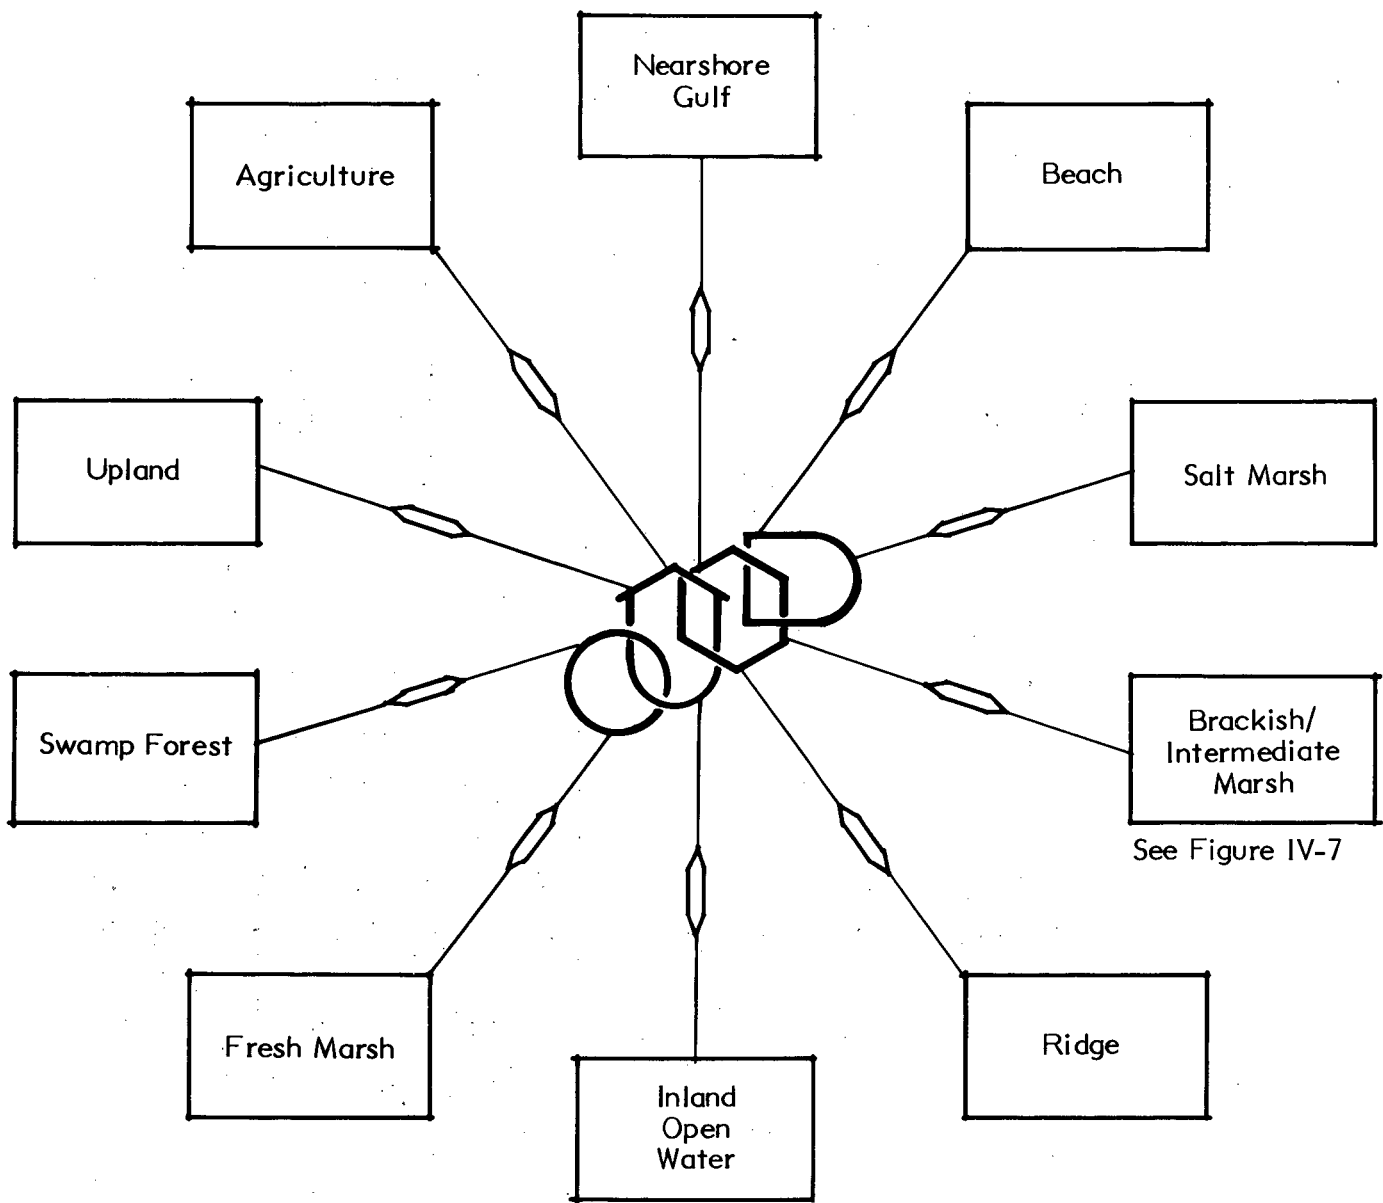 Nearshore
Gulf
Agriculture
Beach
Upland
Salt Marsh
Swamp Forest
Brackish/
Intermediate
Marsh
See Figure IV-7
Fresh Marsh
Ridge
Inland
Open
Water